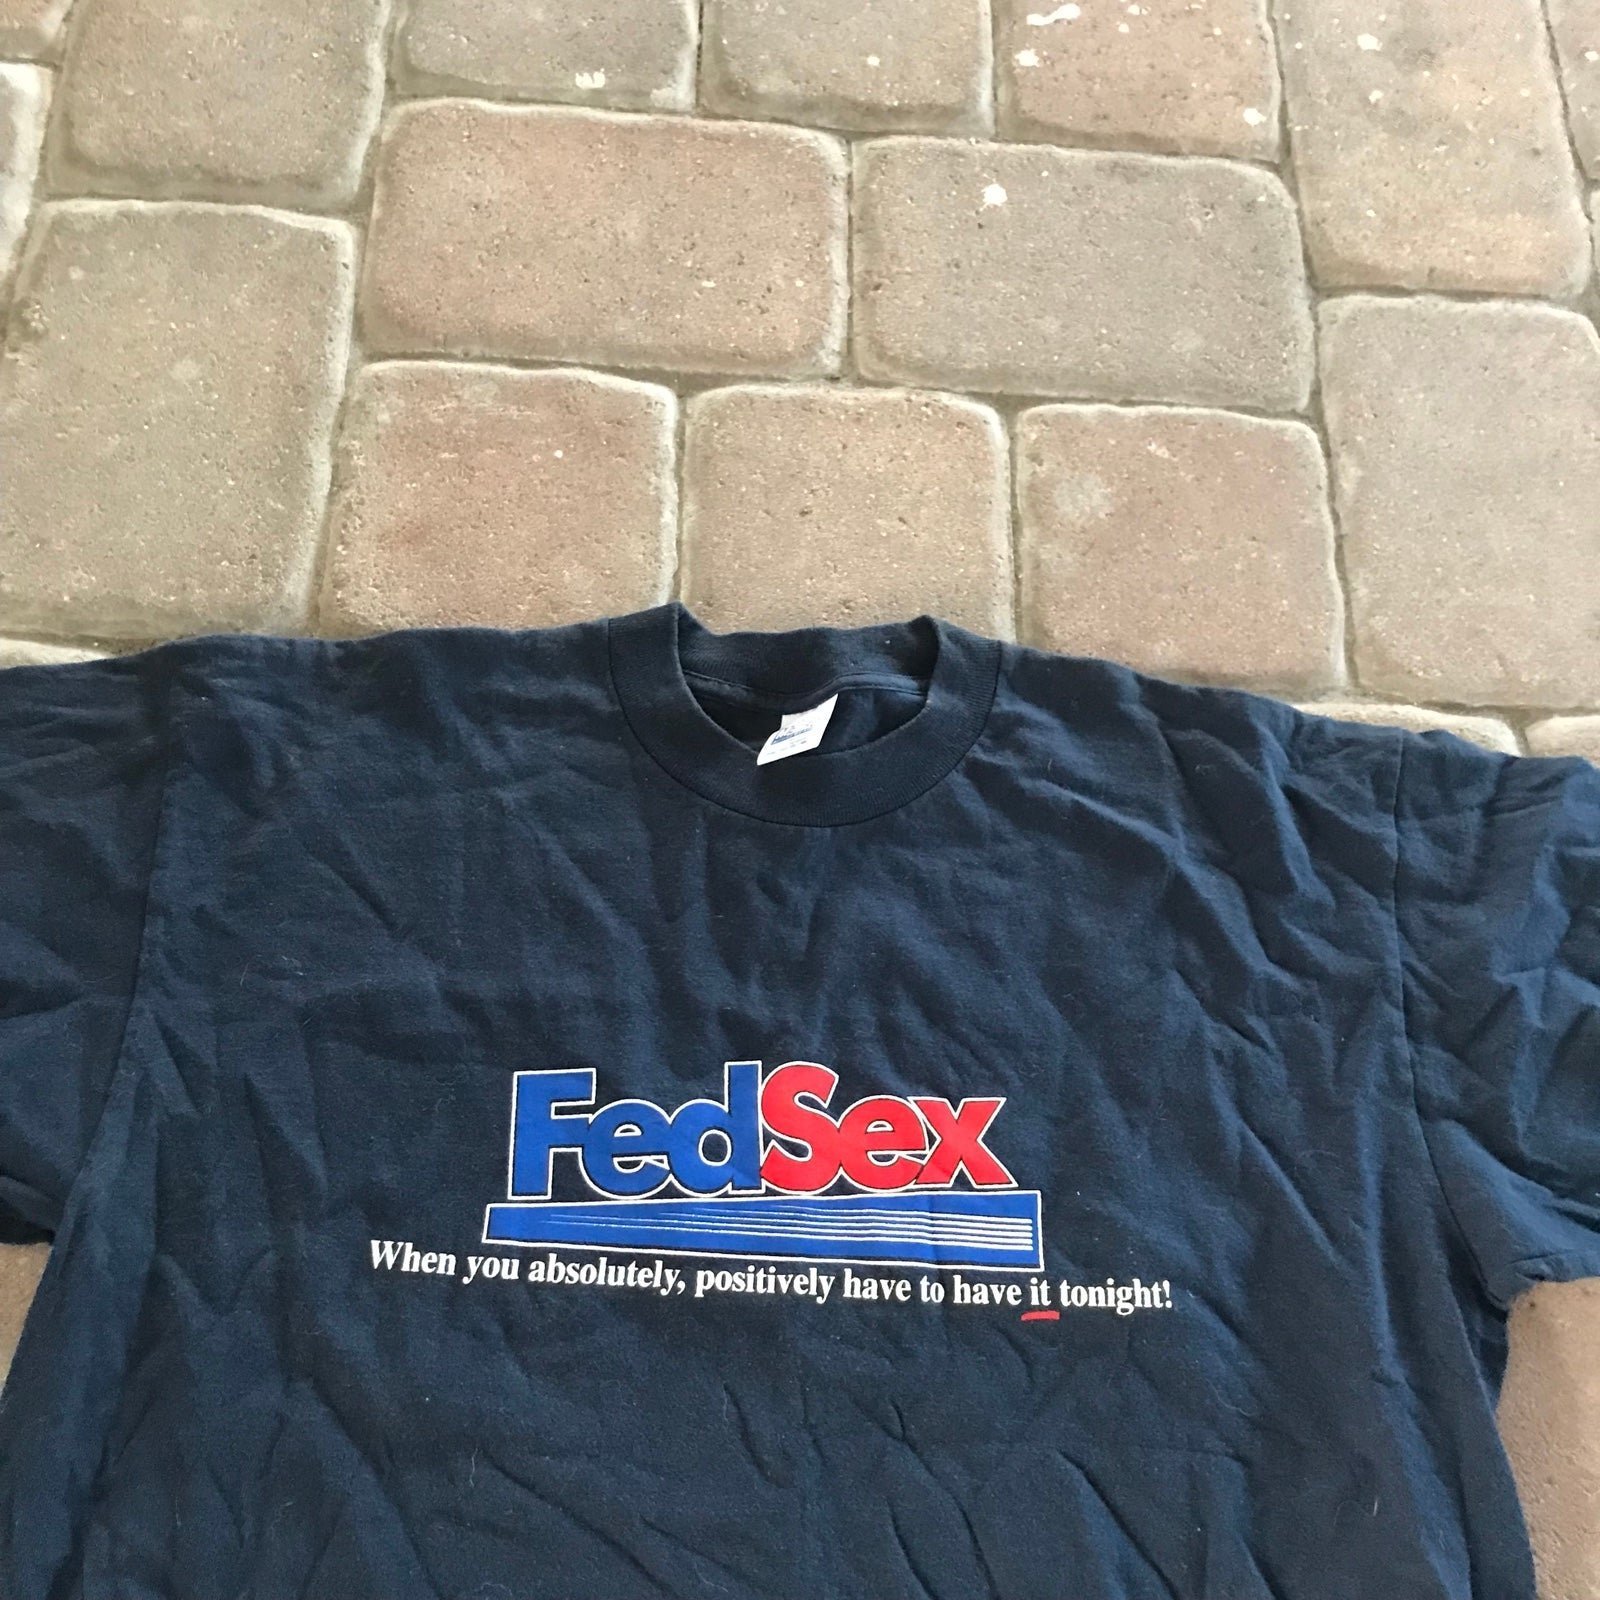 FedSex
When you absolutely, positively have to have it tonight!